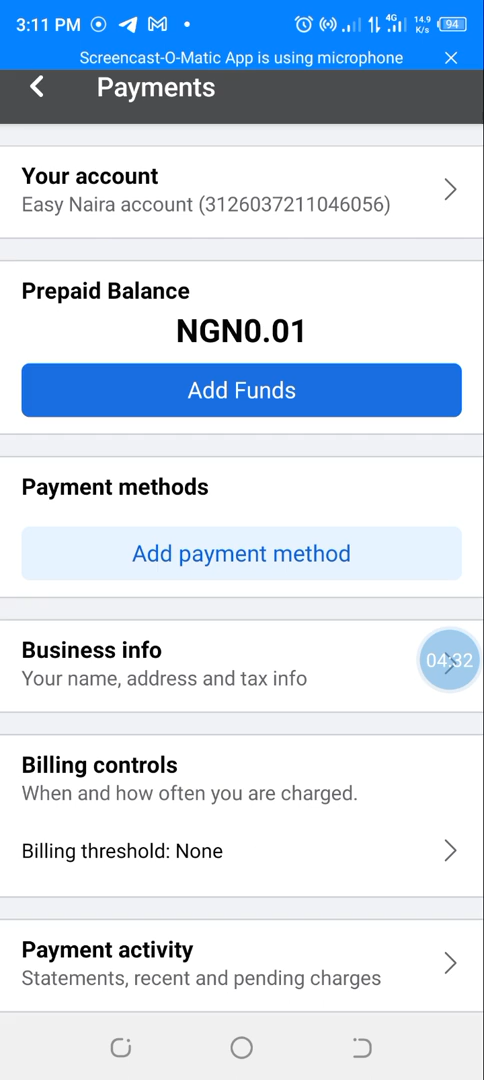 3:11 PM 4G 14.9 K/s 94
Screencast-O-Matic App is using microphone
Payments
Your account
Easy Naira account (3126037211046056)
Prepaid Balance
NGN0.01
Add Funds
Payment methods
Add payment method
Business info
04:32
Your name, address and tax info
Billing controls
When and how often you are charged.
Billing threshold: None
Payment activity
Statements, recent and pending charges